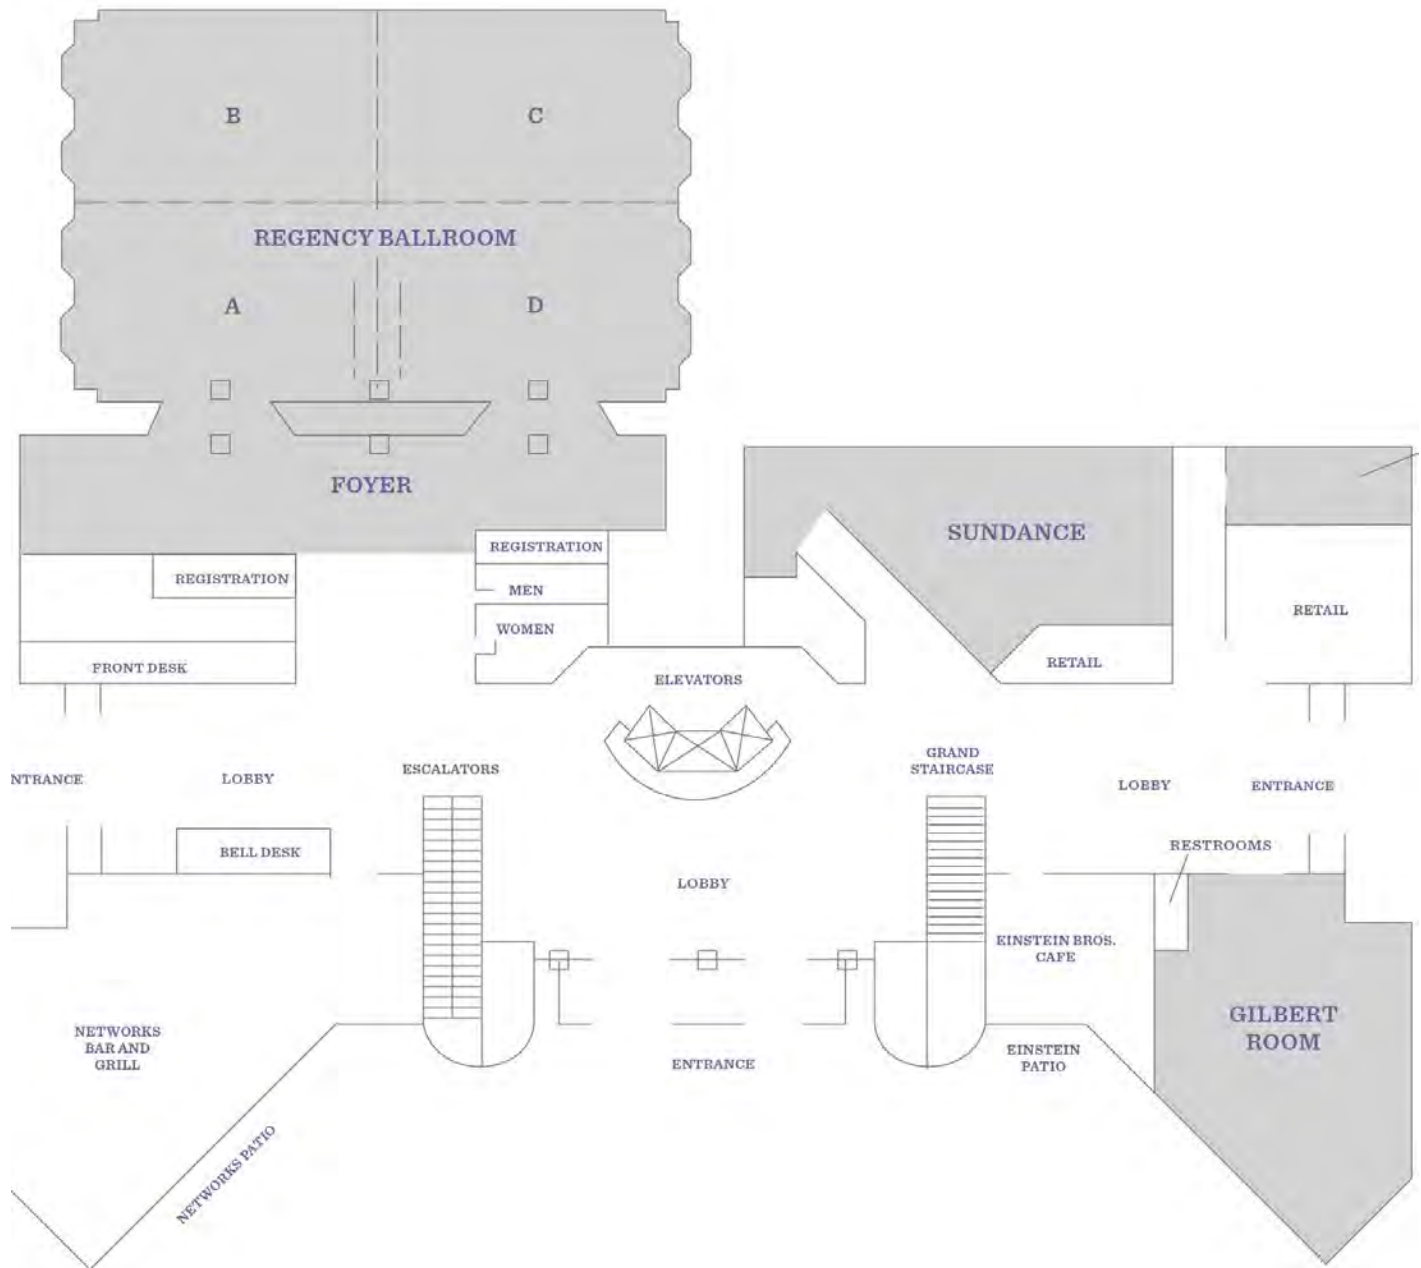 B
C
REGENCY BALLROOM
A
D
FOYER
SUNDANCE
REGISTRATION
REGISTRATION
MEN
WOMEN
RETAIL
RETAIL
FRONT DESK
ELEVATORS
NTRANCE
LOBBY
ESCALATORS
GRAND
STAIRCASE
LOBBY
ENTRANCE
BELL DESK
RESTROOMS
LOBBY
EINSTEIN BROS.
CAFE
NETWORKS
BAR AND
GRILL
GILBERT
ROOM
ENTRANCE
EINSTEIN
PATIO
NETWORKS PATIO